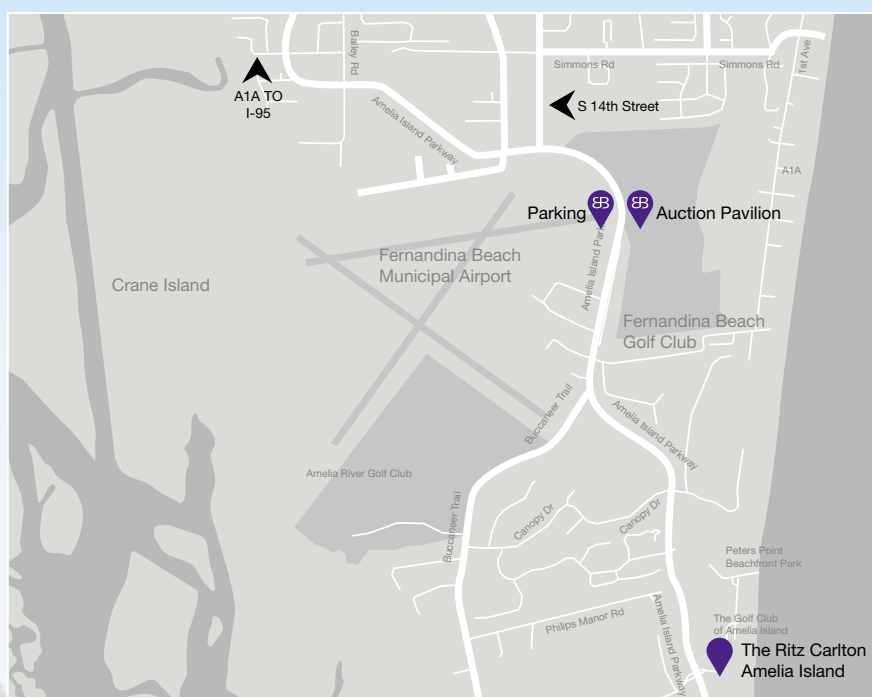 Bailey Rd
Simmons Rd
Simmons Rd
1st Ave
A1A TO
I-95
Amelia Island Parkway
S 14th Street
A1A
Parking
Auction Pavilion
Amelia Island Park
Fernandina Beach
Municipal Airport
Crane Island
Fernandina Beach
Golf Club
Buccaneer Trail
Amelia Island Parkway
Amelia River Golf Club
Buccaneer Trail
Canopy Dr
Canopy Dr
Peters Point
Beachfront Park
Philips Manor Rd
Amelia Island Parkway
The Golf Club
of Amelia Island
The Ritz Carlton
Amelia Island